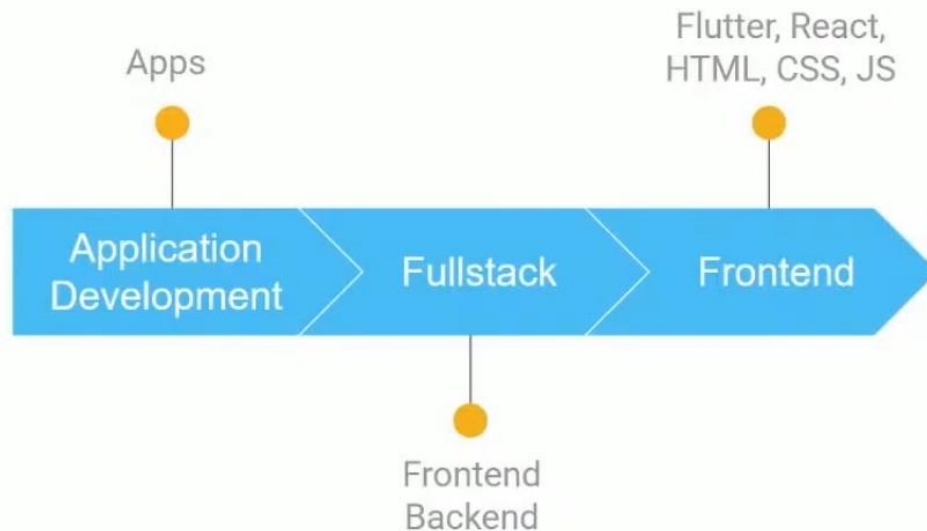 Apps
Flutter, React,
HTML, CSS, JS
Application
Development
Fullstack
Frontend
Frontend
Backend